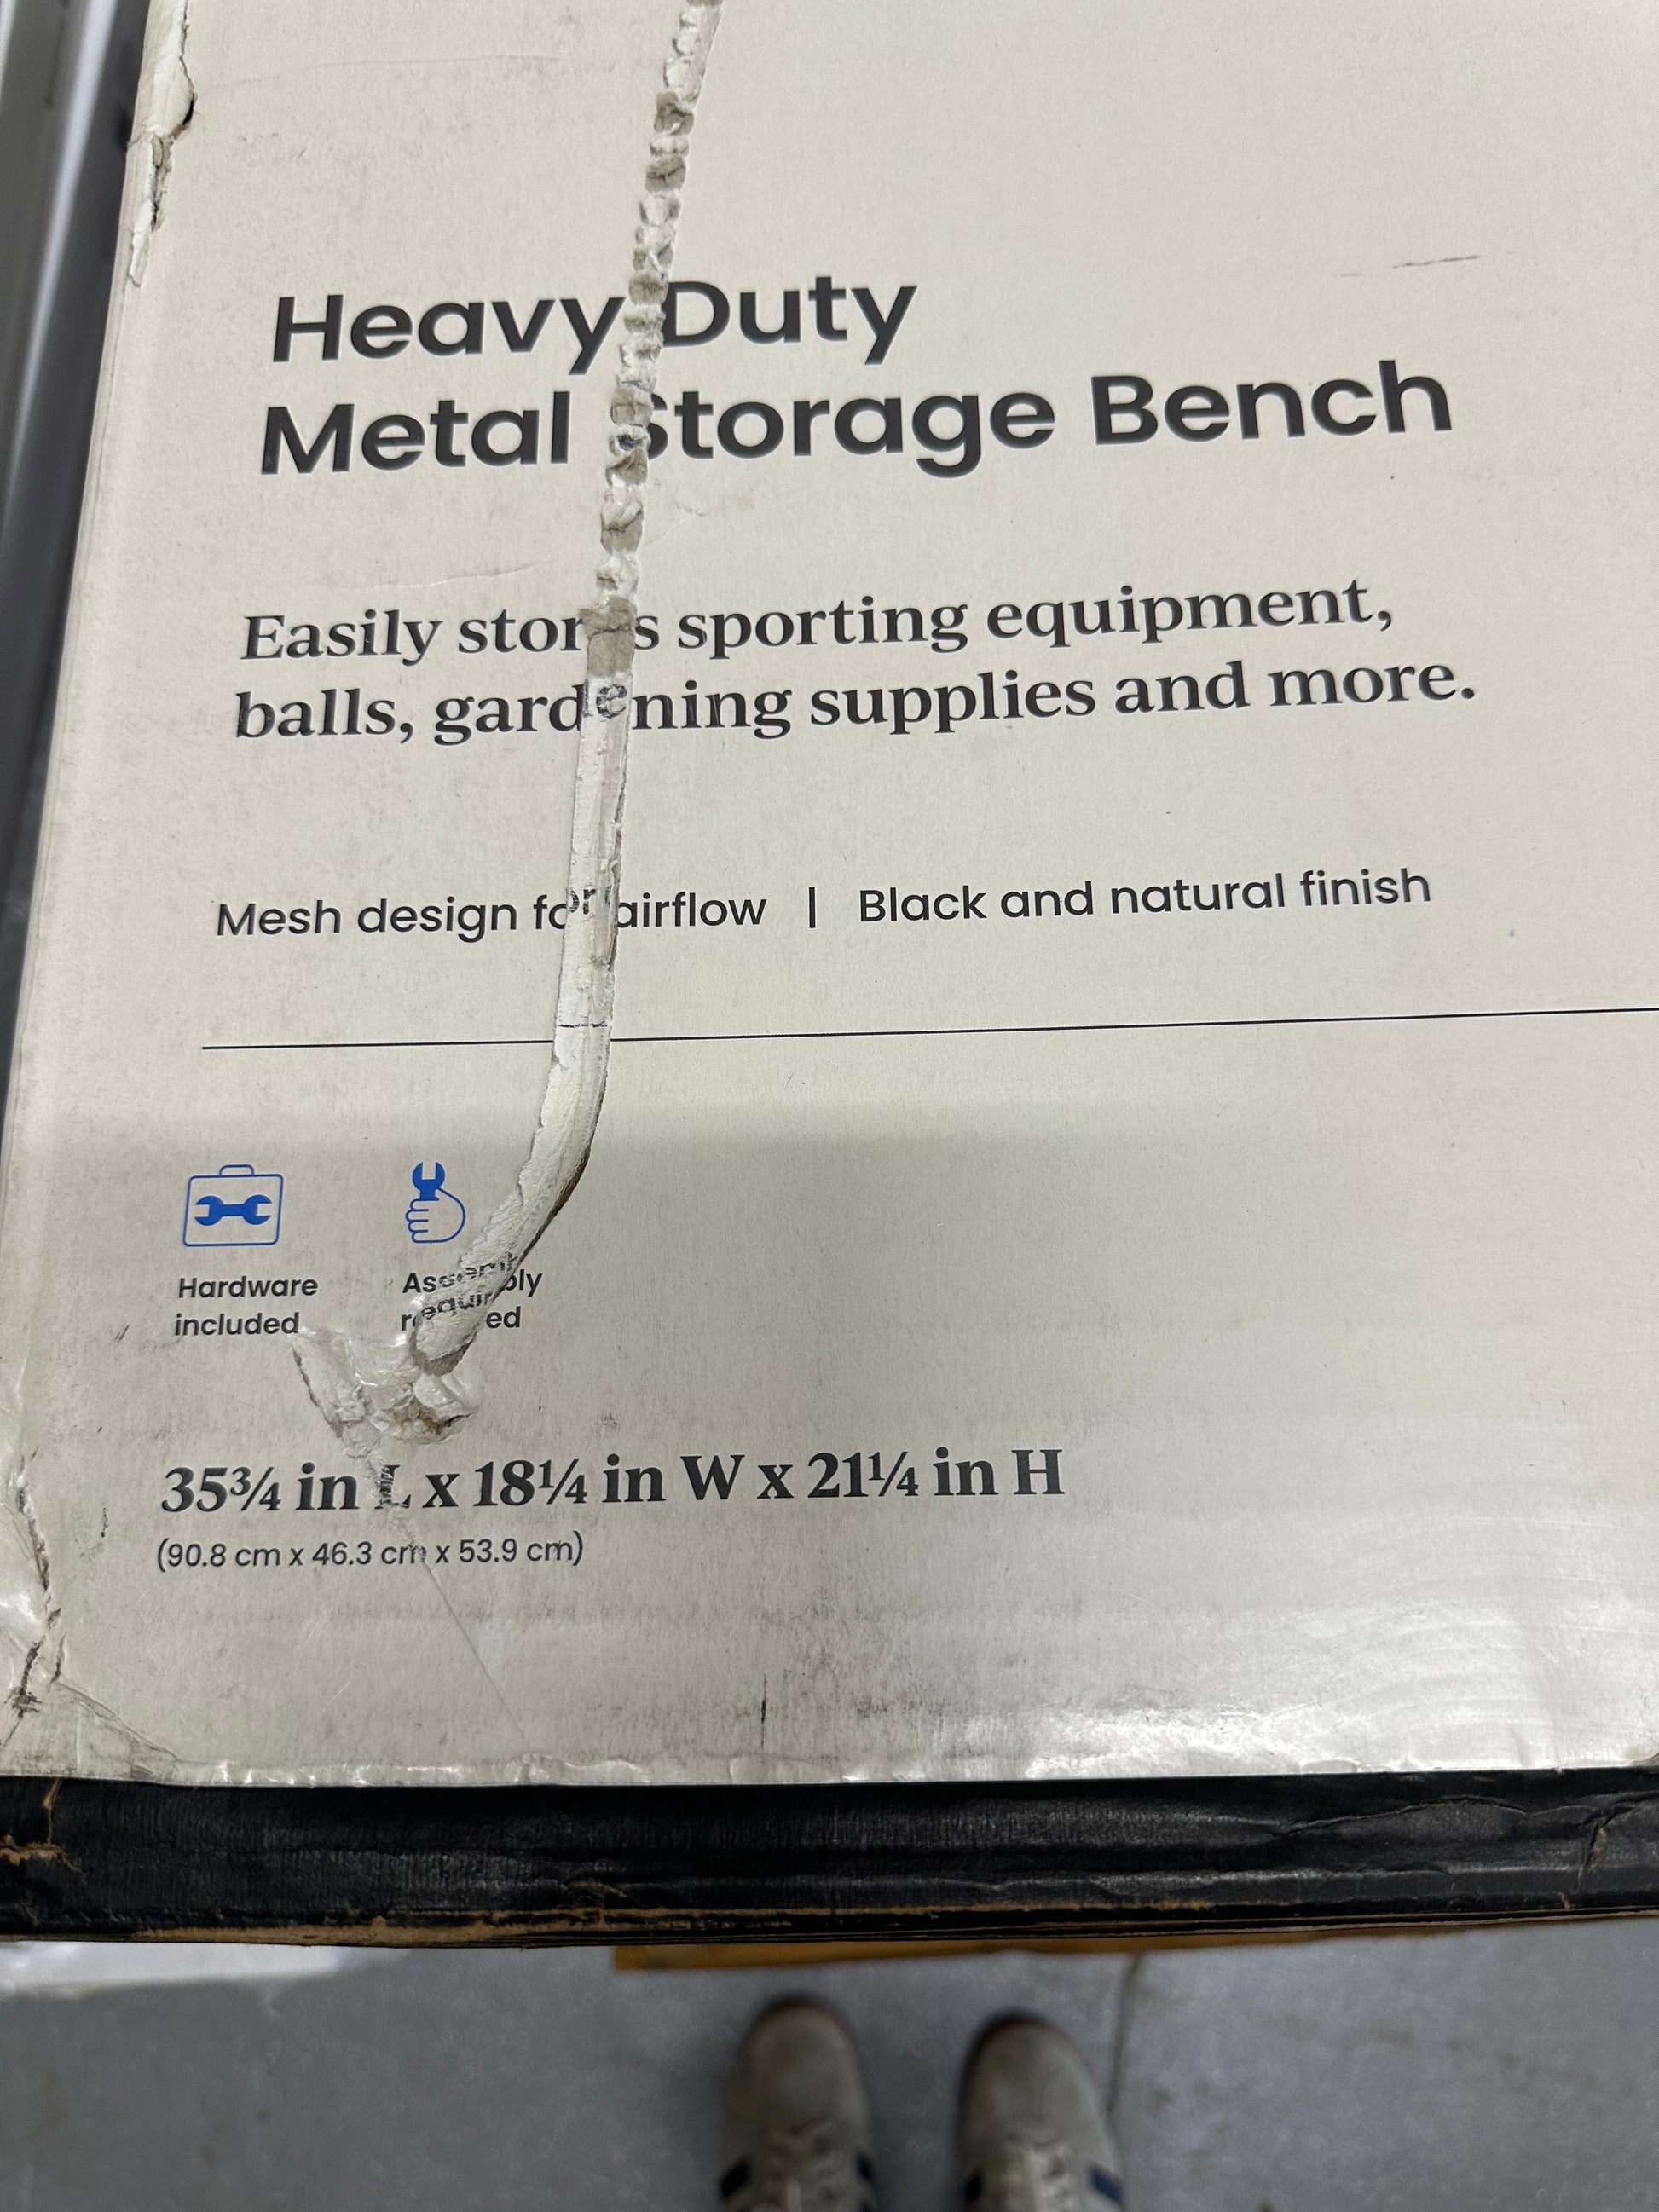 Heavy Duty
Metal Storage Bench
Easily stores sporting equipment,
balls, gardening supplies and more.
Mesh design for airflow | Black and natural finish
Hardware
included
Assembly
required
35¾ in L x 18¼ in W x 21¼ in H
(90.8 cm x 46.3 cm x 53.9 cm)